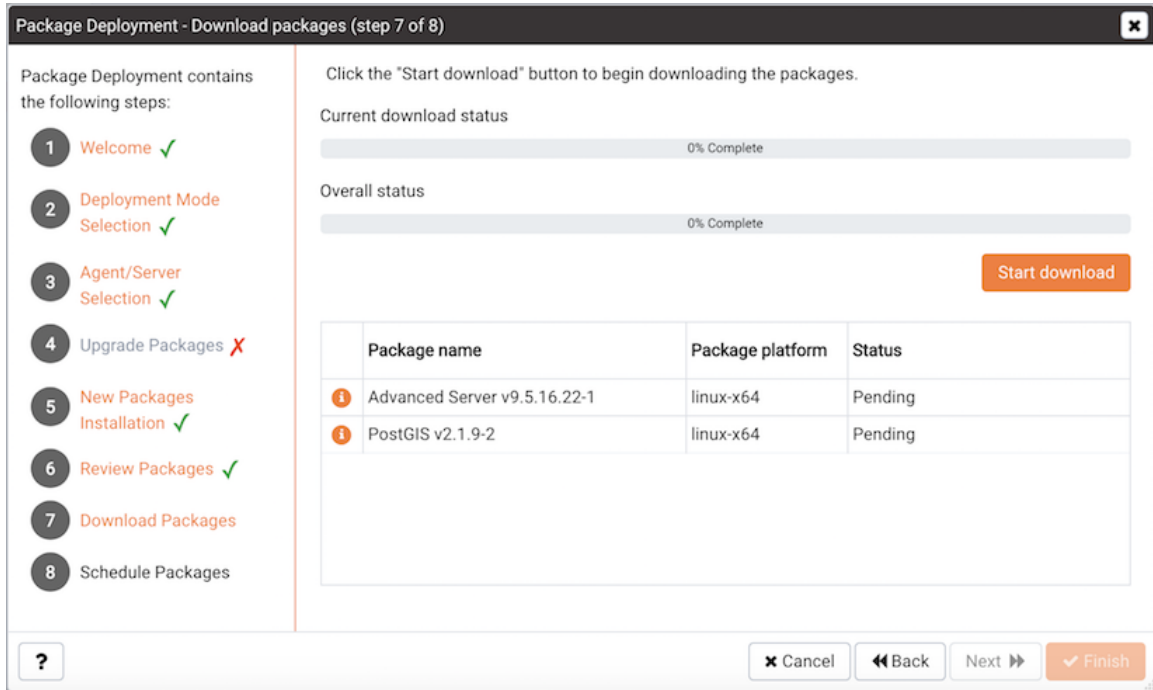 Package Deployment - Download packages (step 7 of 8)
Package Deployment contains
the following steps:
1 Welcome
2 Deployment Mode
Selection
3 Agent/Server
Selection
4 Upgrade Packages
5 New Packages
Installation
6 Review Packages
7 Download Packages
8 Schedule Packages
Click the "Start download" button to begin downloading the packages.
Current download status
0% Complete
Overall status
0% Complete
Start download
Package name Package platform Status
Advanced Server v9.5.16.22-1 linux-x64 Pending
PostGIS v2.1.9-2 linux-x64 Pending
? Cancel Back Next Finish